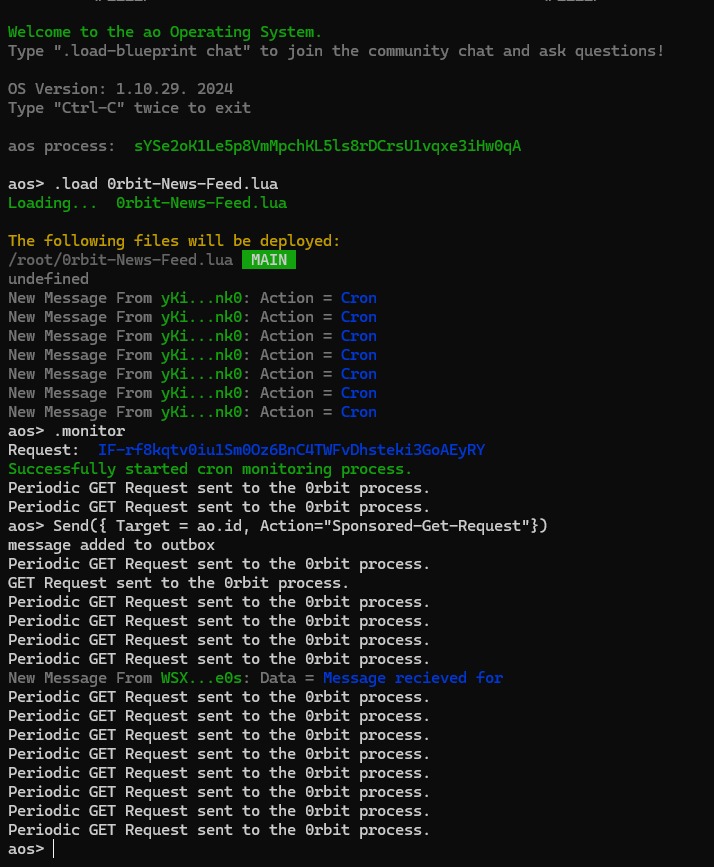 Welcome to the ao Operating System.
Type ".load-blueprint chat" to join the community chat and ask questions!
OS Version: 1.10.29. 2024
Type "Ctrl-C" twice to exit
aos process:  sYSe2oK1Le5p8VmMpchKL5ls8rDCrsU1vqxe3iHw0qA
aos> .load 0rbit-News-Feed.lua
Loading...  0rbit-News-Feed.lua
The following files will be deployed:
/root/0rbit-News-Feed.lua MAIN
undefined
New Message From yKi...nk0: Action = Cron
New Message From yKi...nk0: Action = Cron
New Message From yKi...nk0: Action = Cron
New Message From yKi...nk0: Action = Cron
New Message From yKi...nk0: Action = Cron
New Message From yKi...nk0: Action = Cron
New Message From yKi...nk0: Action = Cron
aos> .monitor
Request:  IF-rf8kqtv0iu1Sm0Oz6BnC4TWFvDhsteki3GoAEyRY
Successfully started cron monitoring process.
Periodic GET Request sent to the 0rbit process.
Periodic GET Request sent to the 0rbit process.
aos> Send({ Target = ao.id, Action="Sponsored-Get-Request"})
message added to outbox
Periodic GET Request sent to the 0rbit process.
GET Request sent to the 0rbit process.
Periodic GET Request sent to the 0rbit process.
Periodic GET Request sent to the 0rbit process.
Periodic GET Request sent to the 0rbit process.
Periodic GET Request sent to the 0rbit process.
New Message From WSX...e0s: Data = Message recieved for
Periodic GET Request sent to the 0rbit process.
Periodic GET Request sent to the 0rbit process.
Periodic GET Request sent to the 0rbit process.
Periodic GET Request sent to the 0rbit process.
Periodic GET Request sent to the 0rbit process.
Periodic GET Request sent to the 0rbit process.
Periodic GET Request sent to the 0rbit process.
Periodic GET Request sent to the 0rbit process.
aos>